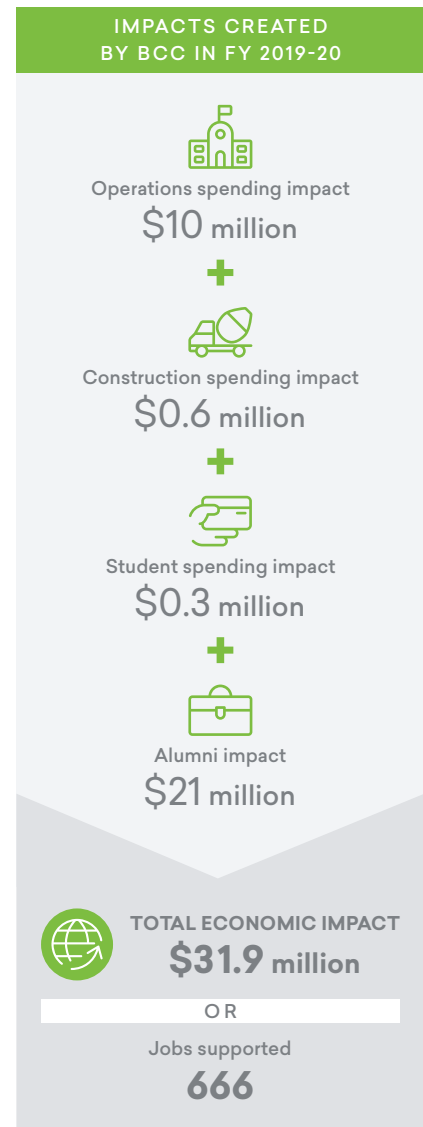 IMPACTS CREATED
BY BCC IN FY 2019-20
Operations spending impact
$10 million
+
Construction spending impact
$0.6 million
+
Student spending impact
$0.3 million
+
Alumni impact
$21 million
TOTAL ECONOMIC IMPACT
$31.9 million
OR
Jobs supported
666